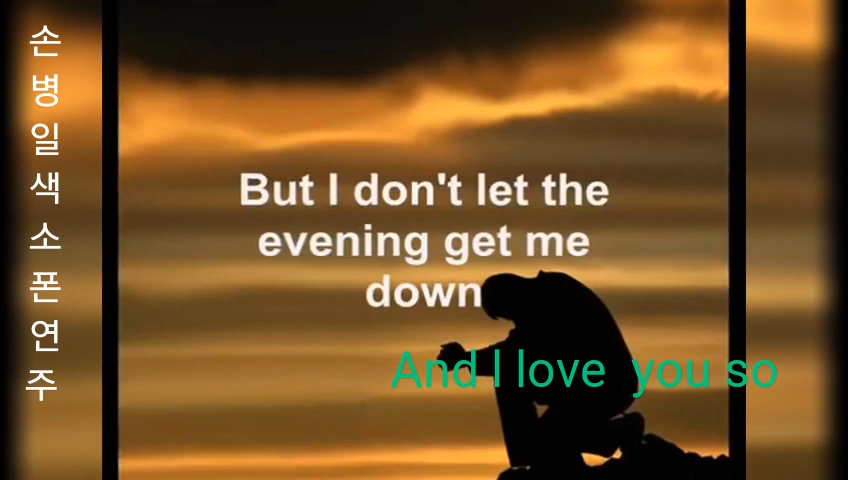 손병일색소폰연주
But I don't let the
evening get me
down
And I love you so